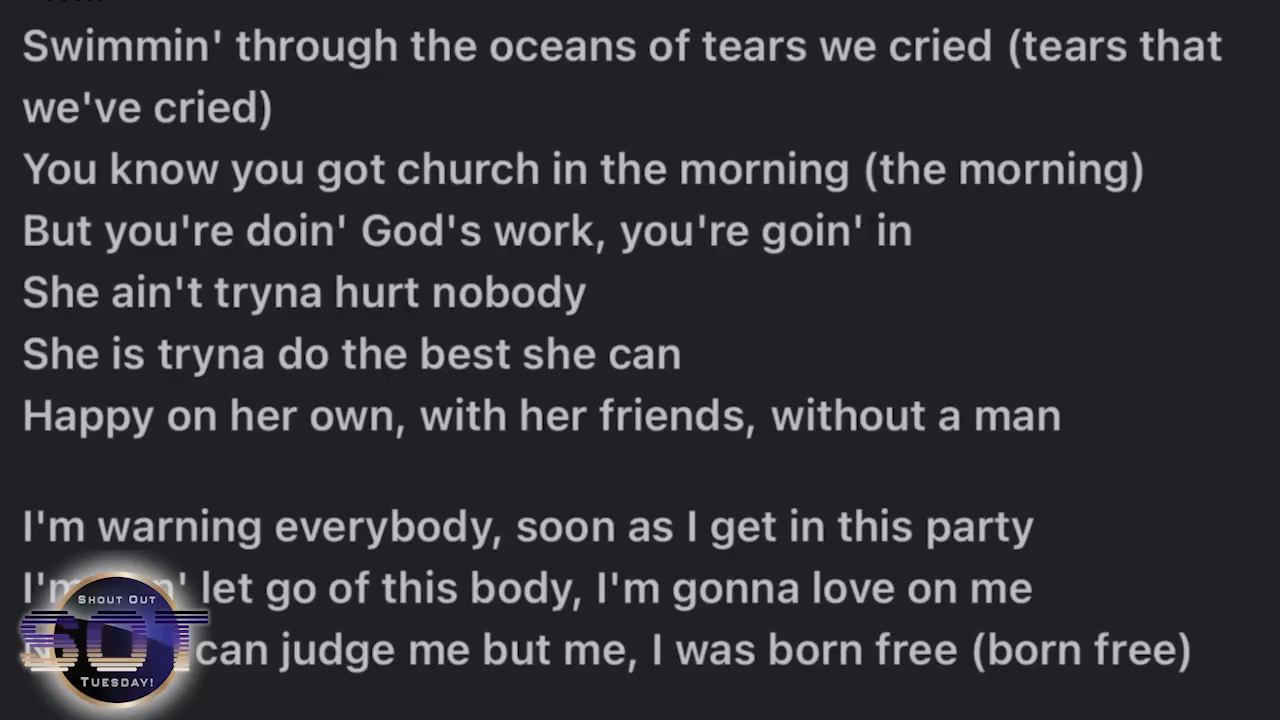 Swimmin' through the oceans of tears we cried (tears that
we've cried)
You know you got church in the morning (the morning)
But you're doin' God's work, you're goin' in
She ain't tryna hurt nobody
She is tryna do the best she can
Happy on her own, with her friends, without a man
I'm warning everybody, soon as I get in this party
I'm let go of this body, I'm gonna love on me
can judge me but me, I was born free (born free)
SHOUT OUT
SOT
TUESDAY!